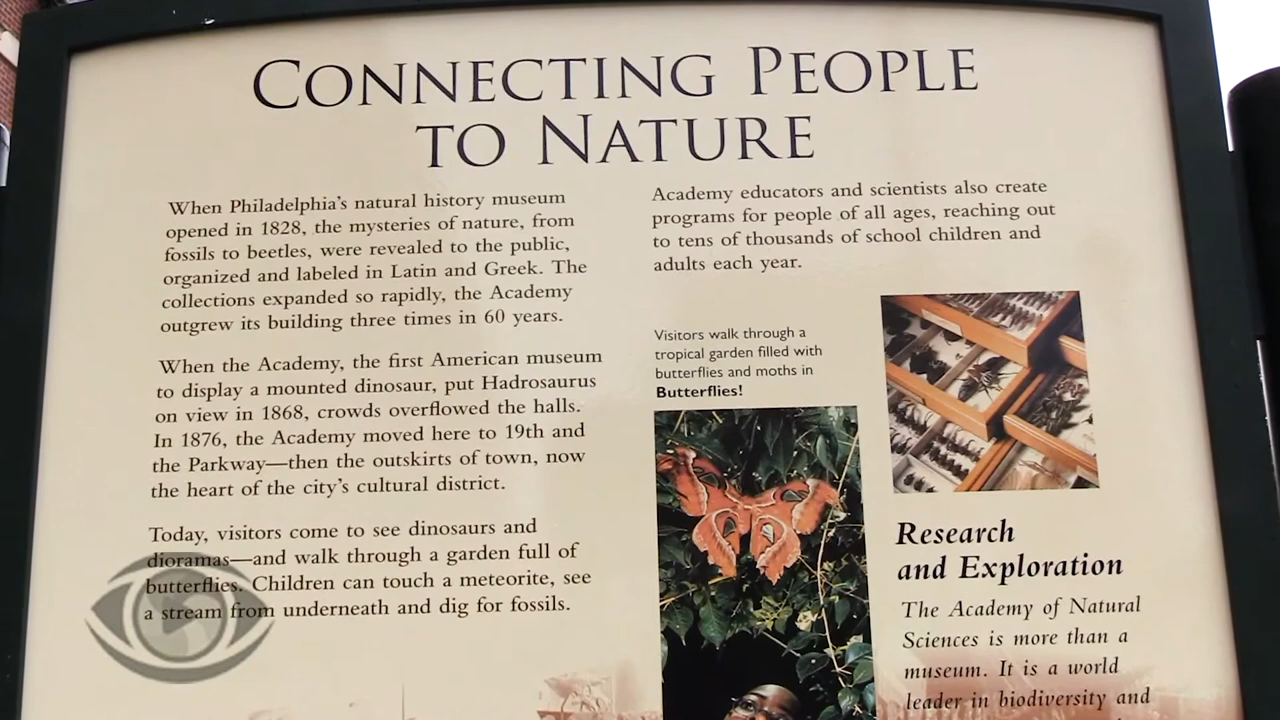 CONNECTING PEOPLE
TO NATURE
When Philadelphia's natural history museum
opened in 1828, the mysteries of nature, from
fossils to beetles, were revealed to the public,
organized and labeled in Latin and Greek. The
collections expanded so rapidly, the Academy
outgrew its building three times in 60 years.
When the Academy, the first American museum
to display a mounted dinosaur, put Hadrosaurus
on view in 1868, crowds overflowed the halls.
In 1876, the Academy moved here to 19th and
the Parkway—then the outskirts of town, now
the heart of the city's cultural district.
Today, visitors come to see dinosaurs and
dioramas—and walk through a garden full of
butterflies. Children can touch a meteorite, see
a stream from underneath and dig for fossils.
Academy educators and scientists also create
programs for people of all ages, reaching out
to tens of thousands of school children and
adults each year.
Visitors walk through a
tropical garden filled with
butterflies and moths in
Butterflies!
Research
and Exploration
The Academy of Natural
Sciences is more than a
museum. It is a world
leader in biodiversity and